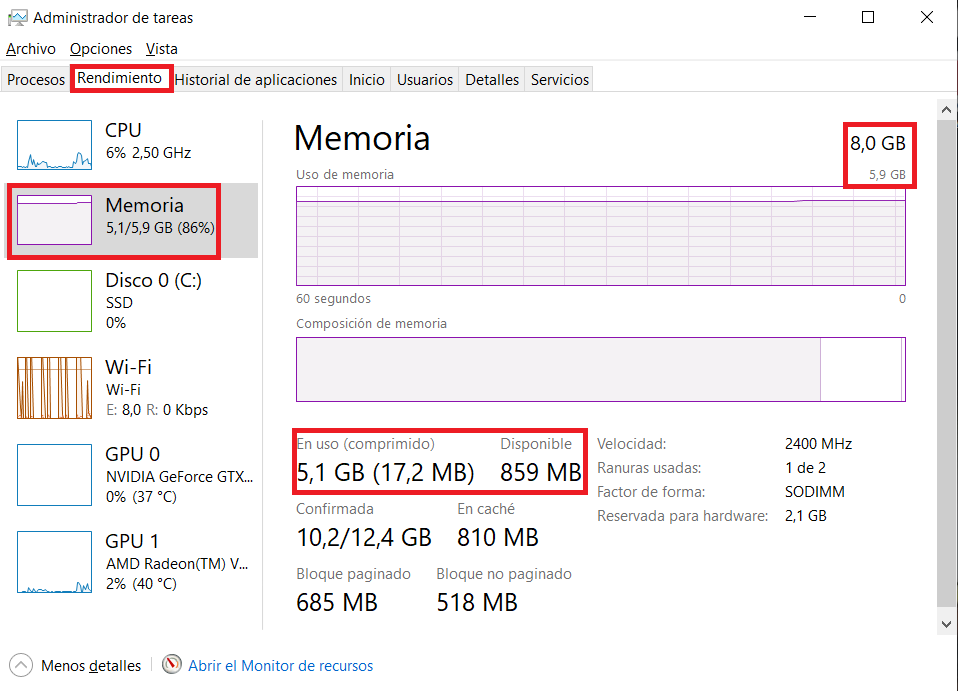 Administrador de tareas
Archivo Opciones Vista
Procesos Rendimiento Historial de aplicaciones Inicio Usuarios Detalles Servicios
CPU
6% 2,50 GHz
Memoria
5,1/5,9 GB (86%)
Disco 0 (C:)
SSD
0%
Wi-Fi
Wi-Fi
E: 8,0 R: 0 Kbps
GPU 0
NVIDIA GeForce GTX...
0% (37 °C)
GPU 1
AMD Radeon(TM) V...
2% (40 °C)
Memoria 8,0 GB
Uso de memoria 5,9 GB
60 segundos 0
Composición de memoria
En uso (comprimido) Disponible
5,1 GB (17,2 MB) 859 MB
Confirmada En caché
10,2/12,4 GB 810 MB
Bloque paginado Bloque no paginado
685 MB 518 MB
Velocidad: 2400 MHz
Ranuras usadas: 1 de 2
Factor de forma: SODIMM
Reservada para hardware: 2,1 GB
Menos detalles Abrir el Monitor de recursos